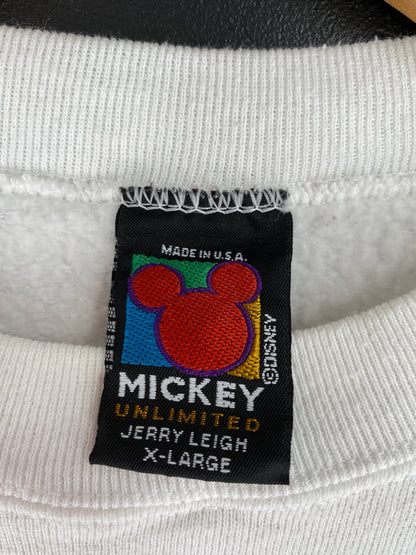 MADE IN U.S.A.
©DISNEY
MICKEY
UNLIMITED
JERRY LEIGH
X-LARGE